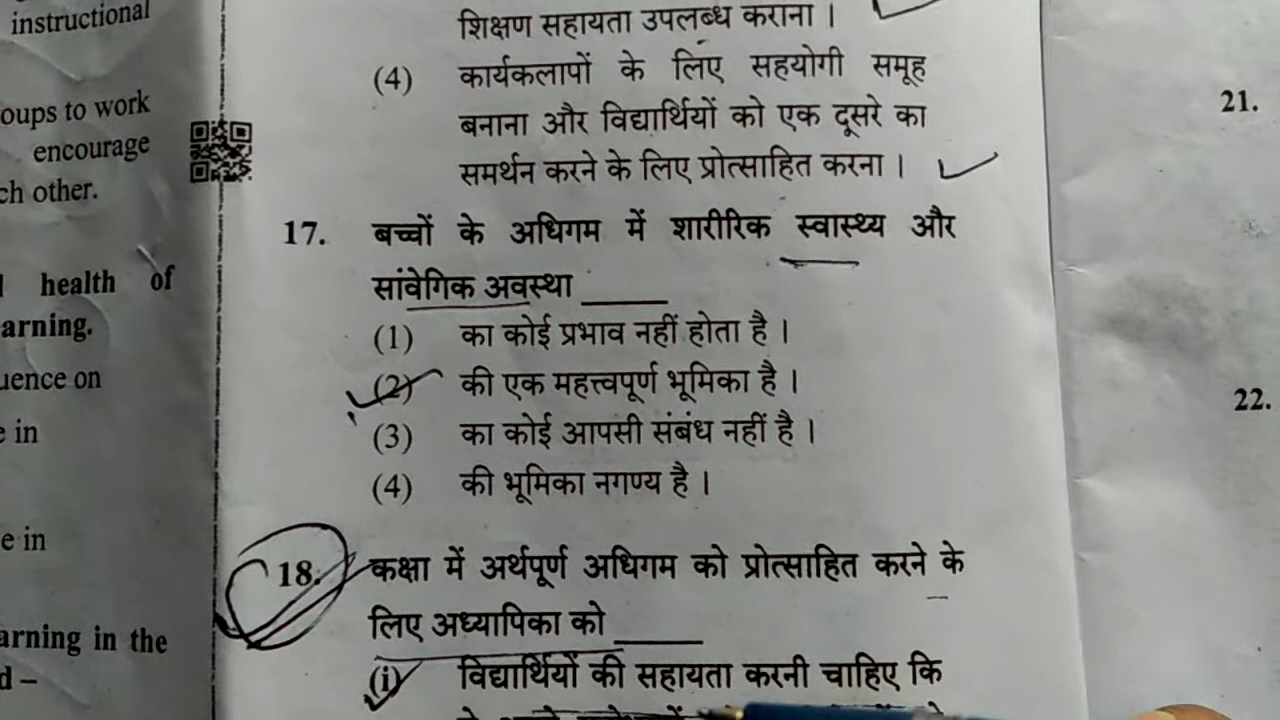 instructional
oups to work
encourage
ch other.
health of
arning.
uence on
e in
e in
arning in the
d –
शिक्षण सहायता उपलब्ध कराना ।
(4) कार्यकलापों के लिए सहयोगी समूह
बनाना और विद्यार्थियों को एक दूसरे का
समर्थन करने के लिए प्रोत्साहित करना ।
17. बच्चों के अधिगम में शारीरिक स्वास्थ्य और
सांवेगिक अवस्था ______
(1) का कोई प्रभाव नहीं होता है ।
(2) की एक महत्त्वपूर्ण भूमिका है ।
(3) का कोई आपसी संबंध नहीं है ।
(4) की भूमिका नगण्य है ।
18. कक्षा में अर्थपूर्ण अधिगम को प्रोत्साहित करने के
लिए अध्यापिका को ______
(i) विद्यार्थियों की सहायता करनी चाहिए कि
21.
22.